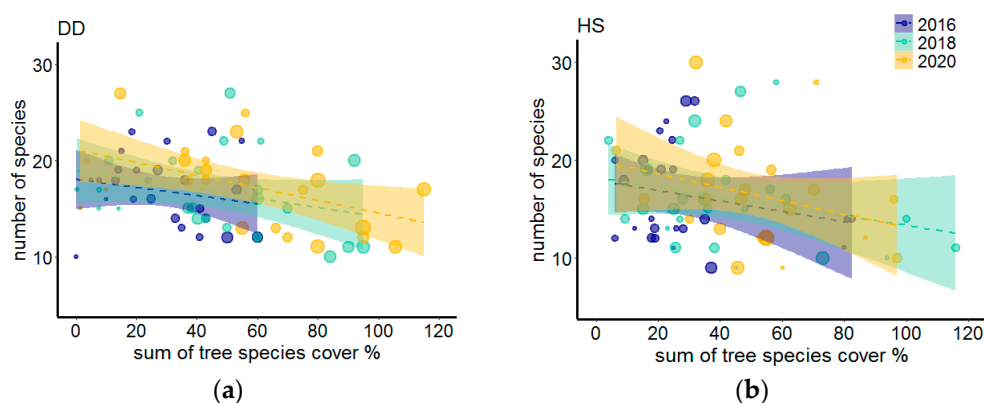 DD
number of species
30
20
10
0 20 40 60 80 100 120
sum of tree species cover %
(a)
HS
number of species
30
20
10
0 20 40 60 80 100 120
sum of tree species cover %
(b)
2016
2018
2020